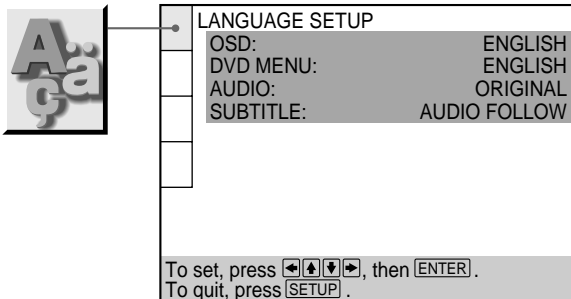 Aäç
LANGUAGE SETUP
OSD: ENGLISH
DVD MENU: ENGLISH
AUDIO: ORIGINAL
SUBTITLE: AUDIO FOLLOW
To set, press ←↑↓→, then ENTER.
To quit, press SETUP.